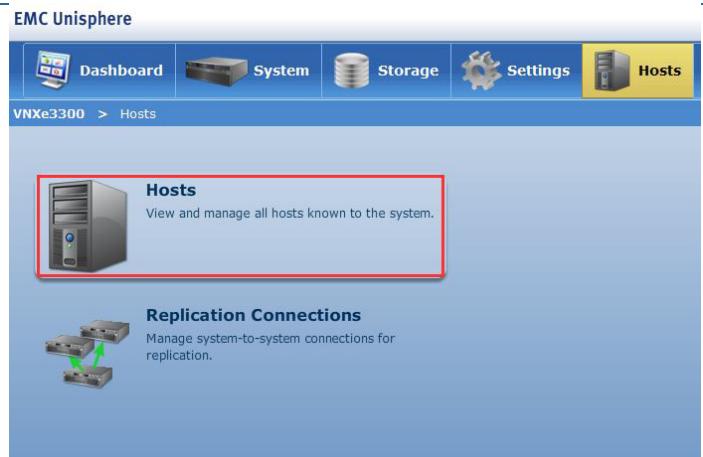 EMC Unisphere
Dashboard System Storage Settings Hosts
VNXe3300 > Hosts
Hosts
View and manage all hosts known to the system.
Replication Connections
Manage system-to-system connections for
replication.